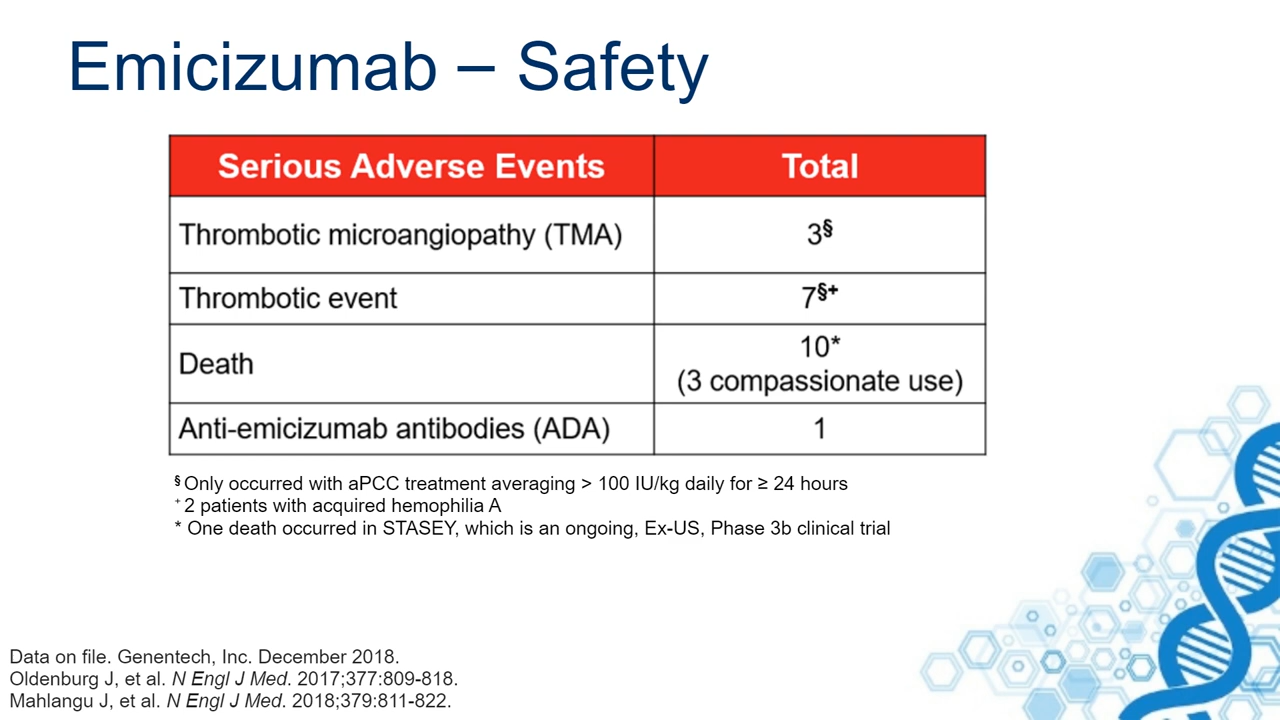 Emicizumab – Safety
Serious Adverse Events Total
Thrombotic microangiopathy (TMA) 3§
Thrombotic event 7§+
Death 10*
(3 compassionate use)
Anti-emicizumab antibodies (ADA) 1
§ Only occurred with aPCC treatment averaging > 100 IU/kg daily for ≥ 24 hours
+ 2 patients with acquired hemophilia A
* One death occurred in STASEY, which is an ongoing, Ex-US, Phase 3b clinical trial
Data on file. Genentech, Inc. December 2018.
Oldenburg J, et al. N Engl J Med. 2017;377:809-818.
Mahlangu J, et al. N Engl J Med. 2018;379:811-822.